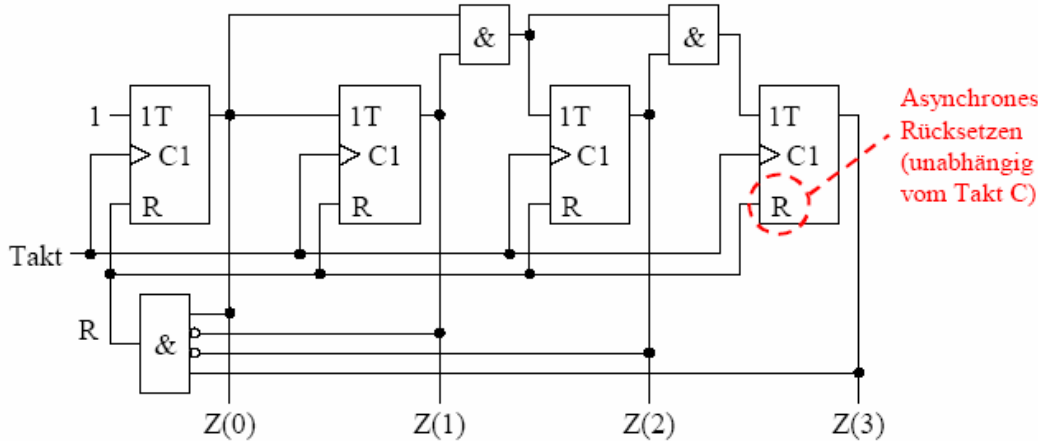 &
&
1
1T
C1
R
1T
C1
R
1T
C1
R
1T
C1
R
Asynchrones
Rücksetzen
(unabhängig
vom Takt C)
Takt
R
&
Z(0)
Z(1)
Z(2)
Z(3)